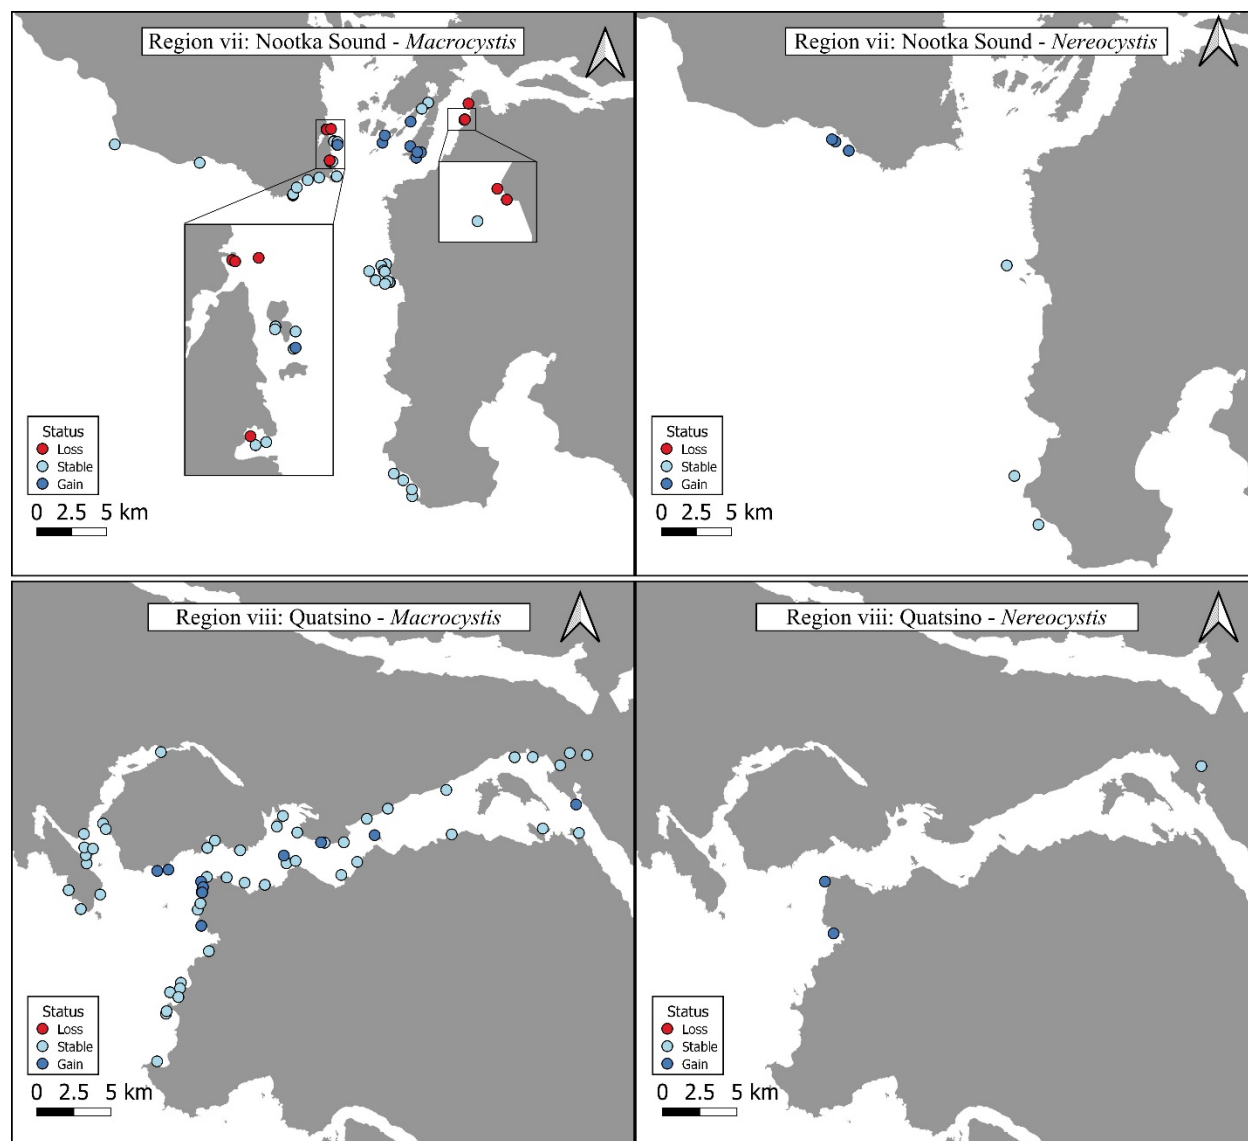 Region vii: Nootka Sound - Macrocystis
Status
Loss
Stable
Gain
0 2.5 5 km
Region vii: Nootka Sound - Nereocystis
Status
Loss
Stable
Gain
0 2.5 5 km
Region viii: Quatsino - Macrocystis
Status
Loss
Stable
Gain
0 2.5 5 km
Region viii: Quatsino - Nereocystis
Status
Loss
Stable
Gain
0 2.5 5 km